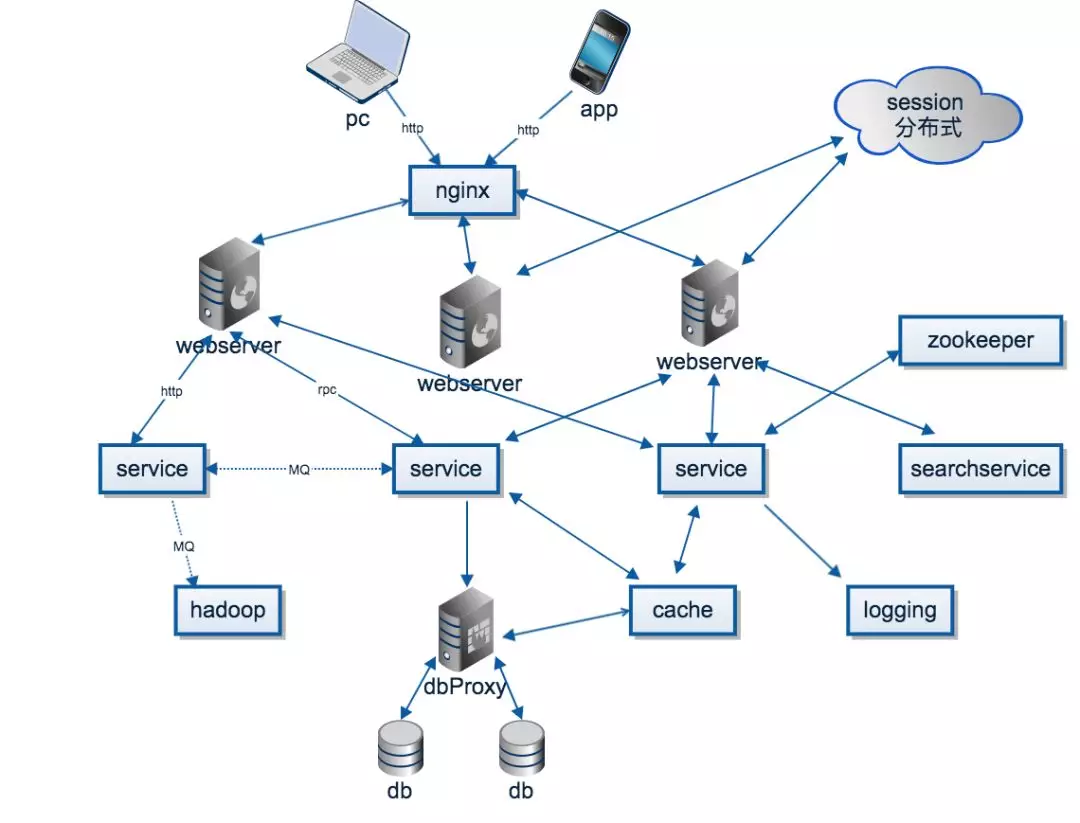 session
分布式
app
pc
http
http
nginx
webserver
webserver
webserver
zookeeper
http
rpc
service
MQ
service
service
searchservice
MQ
hadoop
cache
logging
dbProxy
db
db